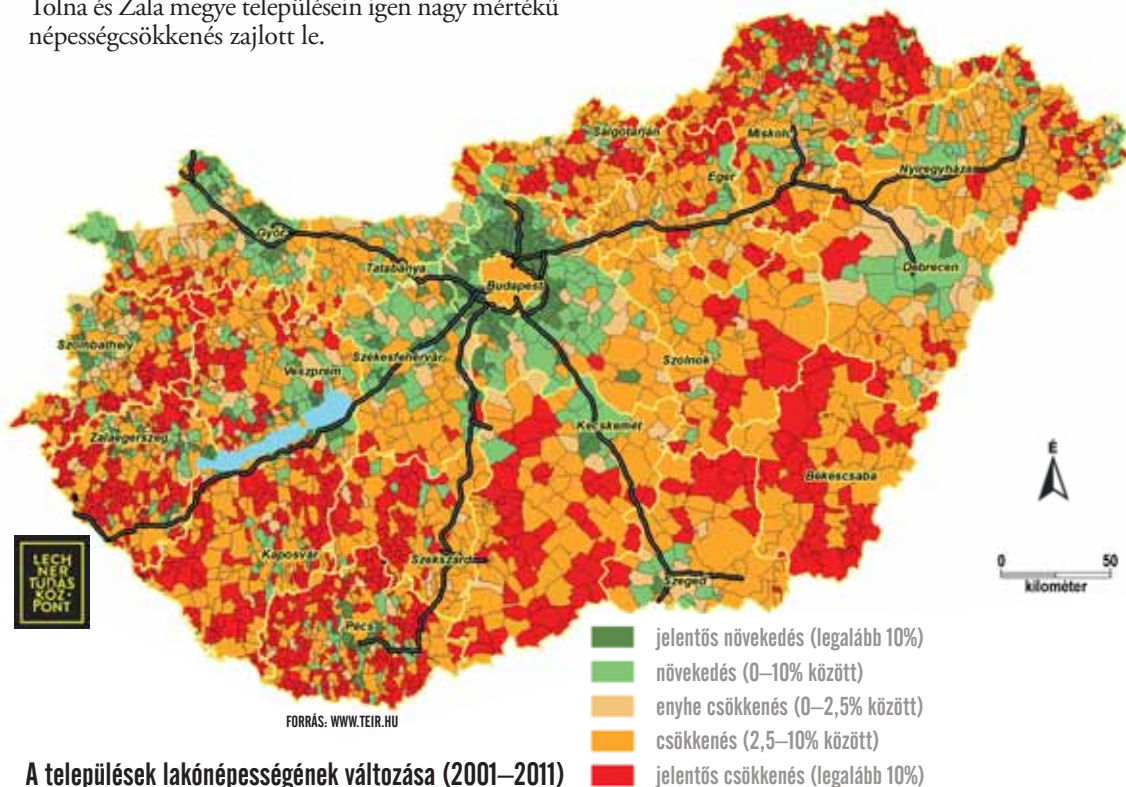 Tolna és Zala megye településein igen nagy mértékű
népességcsökkenés zajlott le.
Salgótarján
Miskolc
Eger
Nyíregyháza
Győr
Tatabánya
Budapest
Debrecen
Szombathely
Székesfehérvár
Veszprém
Szolnok
Zalaegerszeg
Kecskemét
Békéscsaba
Kaposvár
Szekszárd
Szeged
Pécs
É
0 50
kilométer
LECH
NER
TUDÁS
KÖZ•
PONT
jelentős növekedés (legalább 10%)
növekedés (0–10% között)
enyhe csökkenés (0–2,5% között)
csökkenés (2,5–10% között)
jelentős csökkenés (legalább 10%)
FORRÁS: WWW.TEIR.HU
A települések lakónépességének változása (2001–2011)